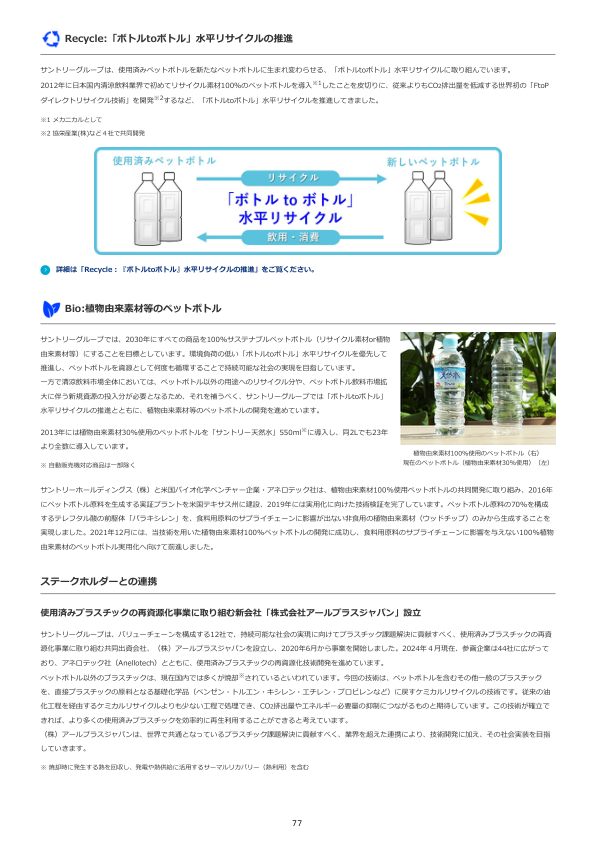 Recycle:「ボトルtoボトル」水平リサイクルの推進
サントリーグループは、使用済みペットボトルを新たなペットボトルに生まれ変わらせる、「ボトルtoボトル」水平リサイクルに取り組んでいます。
2012年に日本国内清涼飲料業界で初めてリサイクル素材100%のペットボトルを導入※1したことを皮切りに、従来よりもCO2排出量を低減する世界初の「FtoP
ダイレクトリサイクル技術」を開発※2するなど、「ボトルtoボトル」水平リサイクルを推進してきました。
※1 メカニカルとして
※2 協栄産業(株)など４社で共同開発
使用済みペットボトル
新しいペットボトル
リサイクル
「ボトル to ボトル」
水平リサイクル
飲用・消費
詳細は「Recycle：『ボトルtoボトル』水平リサイクルの推進」をご覧ください。
Bio:植物由来素材等のペットボトル
サントリーグループでは、2030年にすべての商品を100%サステナブルペットボトル（リサイクル素材or植物
由来素材等）にすることを目標としています。環境負荷の低い「ボトルtoボトル」水平リサイクルを優先して
推進し、ペットボトルを資源として何度も循環することで持続可能な社会の実現を目指しています。
一方で清涼飲料市場全体においては、ペットボトル以外の用途へのリサイクル分や、ペットボトル飲料市場拡
大に伴う新規資源の投入分が必要となるため、それを補うべく、サントリーグループでは「ボトルtoボトル」
水平リサイクルの推進とともに、植物由来素材等のペットボトルの開発を進めています。
2013年には植物由来素材30%使用のペットボトルを「サントリー天然水」550ml※に導入し、同2Lでも23年
より全数に導入しています。
※ 自動販売機対応商品は一部除く
天然水
植物由来素材100%使用のペットボトル（右）
現在のペットボトル（植物由来素材30%使用）（左）
サントリーホールディングス（株）と米国バイオ化学ベンチャー企業・アネロテック社は、植物由来素材100%使用ペットボトルの共同開発に取り組み、2016年
にペットボトル原料を生成する実証プラントを米国テキサス州に建設、2019年には実用化に向けた技術検証を完了しています。ペットボトル原料の70%を構成
するテレフタル酸の前駆体「パラキシレン」を、食料用原料のサプライチェーンに影響が出ない非食用の植物由来素材（ウッドチップ）のみから生成することを
実現しました。2021年12月には、当技術を用いた植物由来素材100%ペットボトルの開発に成功し、食料用原料のサプライチェーンに影響を与えない100%植物
由来素材のペットボトル実用化へ向けて前進しました。
ステークホルダーとの連携
使用済みプラスチックの再資源化事業に取り組む新会社「株式会社アールプラスジャパン」設立
サントリーグループは、バリューチェーンを構成する12社で、持続可能な社会の実現に向けてプラスチック課題解決に貢献すべく、使用済みプラスチックの再資
源化事業に取り組む共同出資会社、（株）アールプラスジャパンを設立し、2020年6月から事業を開始しました。2024年４月現在、参画企業は44社に広がって
おり、アネロテック社（Anellotech）とともに、使用済みプラスチックの再資源化技術開発を進めています。
ペットボトル以外のプラスチックは、現在国内では多くが焼却※されているといわれています。今回の技術は、ペットボトルを含むその他一般のプラスチック
を、直接プラスチックの原料となる基礎化学品（ベンゼン・トルエン・キシレン・エチレン・プロピレンなど）に戻すケミカルリサイクルの技術です。従来の油
化工程を経由するケミカルリサイクルよりも少ない工程で処理でき、CO2排出量やエネルギー必要量の抑制につながるものと期待しています。この技術が確立で
きれば、より多くの使用済みプラスチックを効率的に再生利用することができると考えています。
（株）アールプラスジャパンは、世界で共通となっているプラスチック課題解決に貢献すべく、業界を超えた連携により、技術開発に加え、その社会実装を目指
していきます。
※ 焼却時に発生する熱を回収し、発電や熱供給に活用するサーマルリカバリー（熱利用）を含む
77